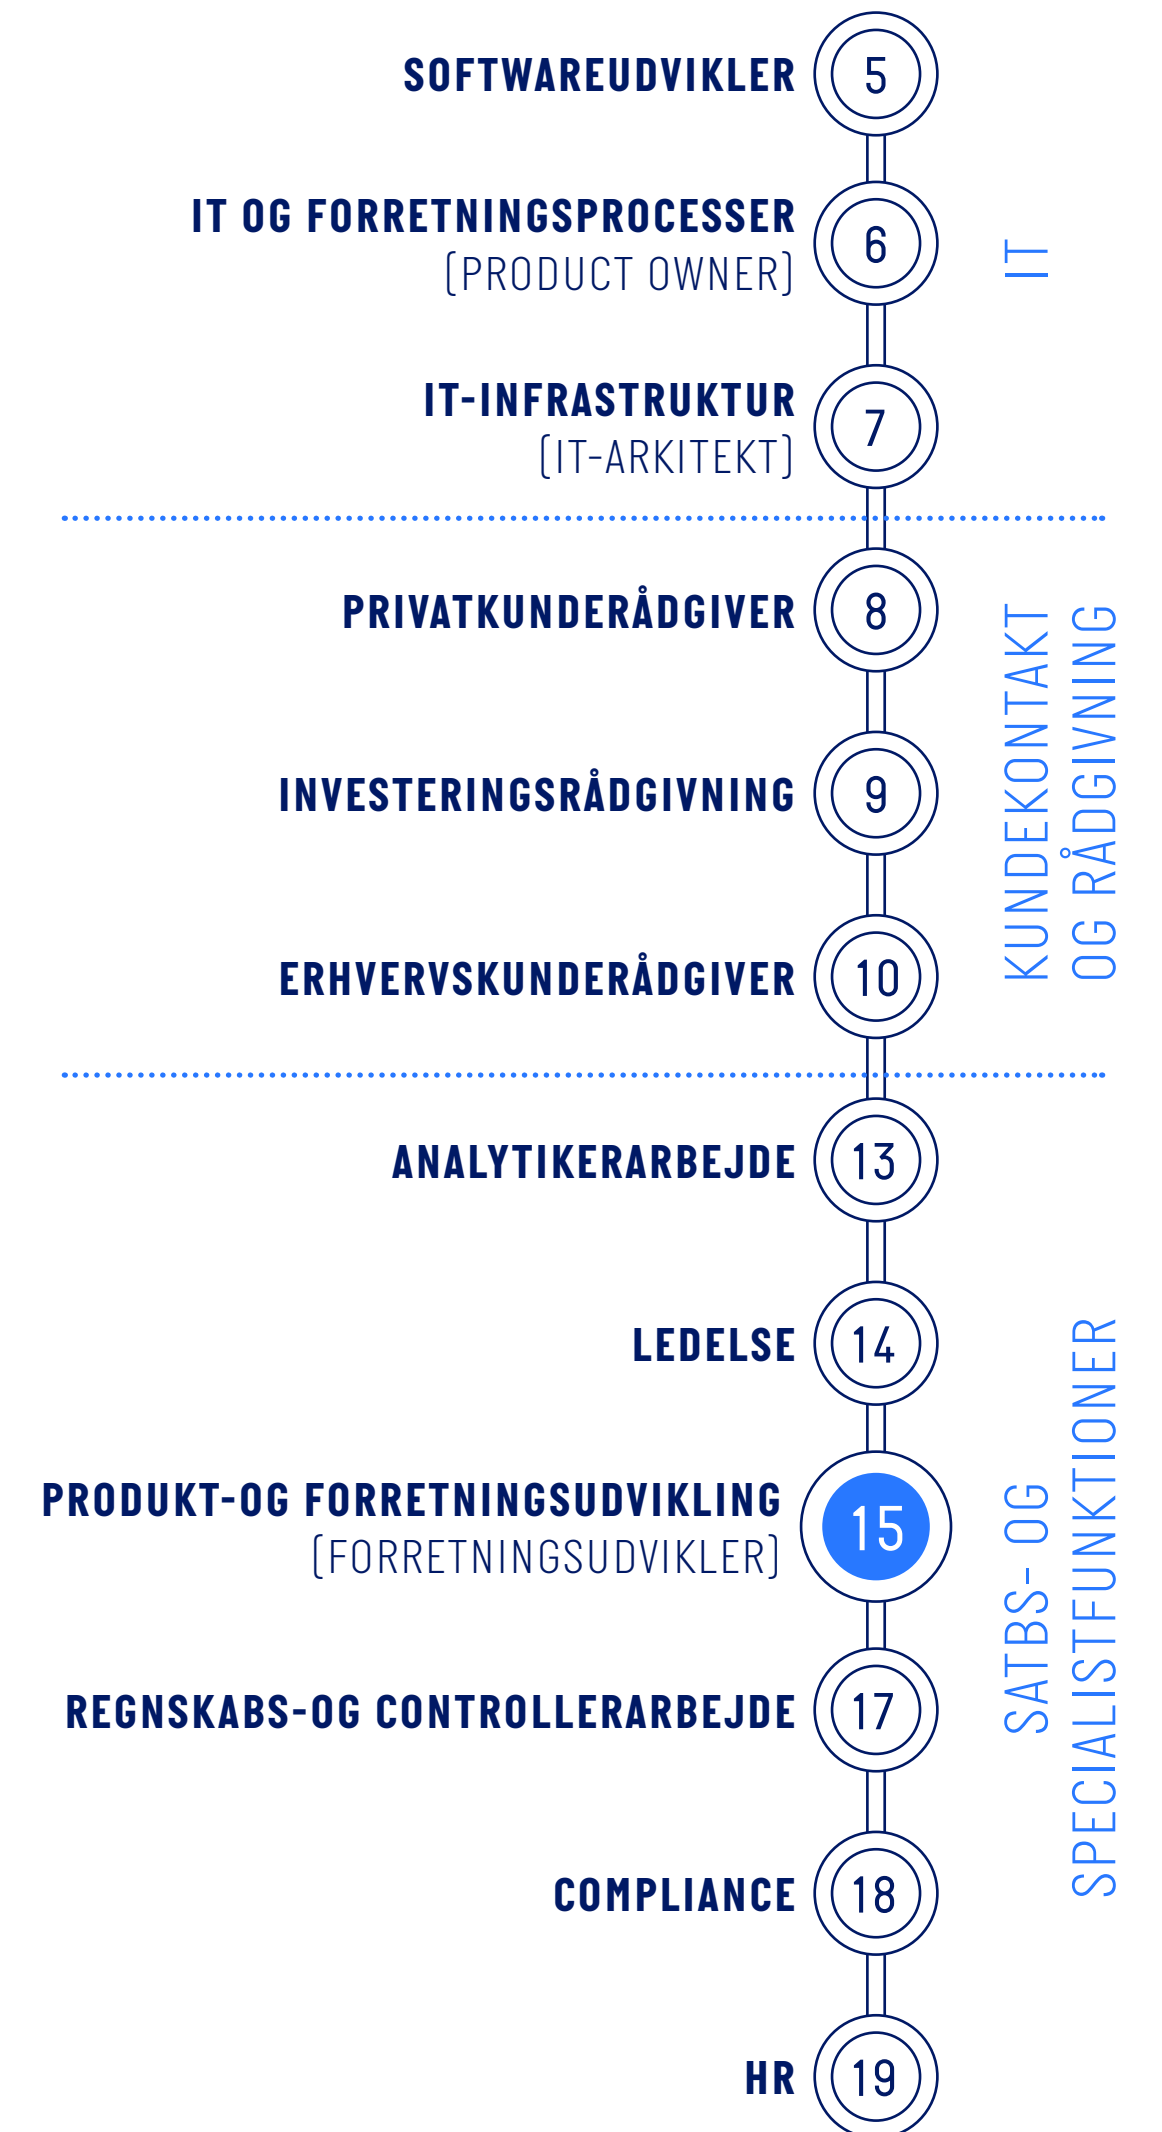 SOFTWAREUDVIKLER 5
IT OG FORRETNINGSPROCESSER
(PRODUCT OWNER) 6
IT-INFRASTRUKTUR
(IT-ARKITEKT) 7
IT
PRIVATKUNDERÅDGIVER 8
INVESTERINGSRÅDGIVNING 9
ERHVERVSKUNDERÅDGIVER 10
KUNDEKONTAKT
OG RÅDGIVNING
ANALYTIKERARBEJDE 13
LEDELSE 14
PRODUKT-OG FORRETNINGSUDVIKLING
(FORRETNINGSUDVIKLER) 15
REGNSKABS-OG CONTROLLERARBEJDE 17
COMPLIANCE 18
HR 19
SATBS- OG
SPECIALISTFUNKTIONER